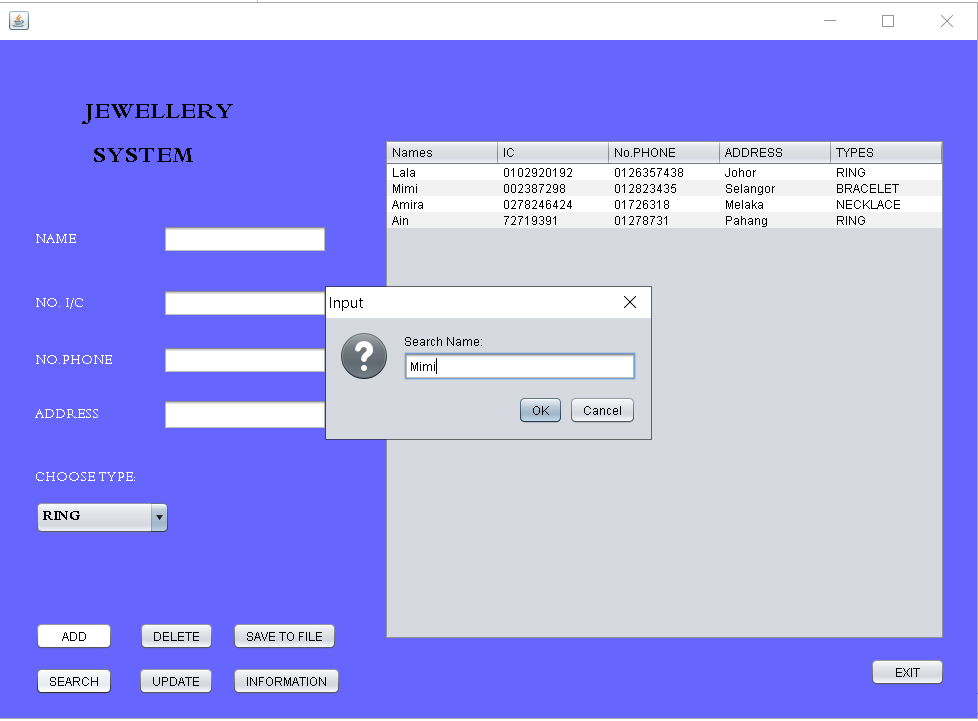 JEWELLERY
SYSTEM
Names IC No.PHONE ADDRESS TYPES
Lala 0102920192 0126357438 Johor RING
Mimi 002387298 012823435 Selangor BRACELET
Amira 0278246424 01726318 Melaka NECKLACE
Ain 72719391 01278731 Pahang RING
NAME
NO. I/C
NO.PHONE
ADDRESS
CHOOSE TYPE:
RING
Input
Search Name:
Mimi
OK Cancel
ADD DELETE SAVE TO FILE
SEARCH UPDATE INFORMATION
EXIT